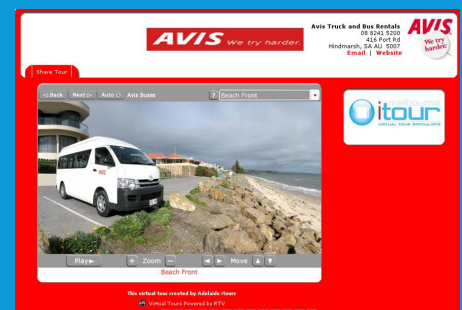 AVIS We try harder.
Avis Truck and Bus Rentals
08 8241 5200
416 Port Rd
Hindmarsh, SA AU 5007
Email | Website
AVIS
We try
harder.
Share Tour
Back Next Auto Avis Buses ? Beach Front
itour
VIRTUAL TOUR SPECIALISTS
AVIS
Play Zoom Move
Beach Front
This virtual tour created by Adelaide itours
Virtual Tours Powered by RTV